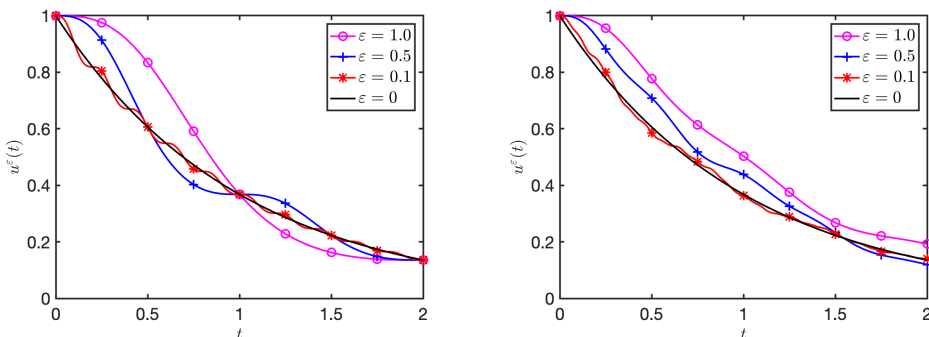 1
0.8
0.6
0.4
0.2
0
0 0.5 1 1.5 2
t
u^ε(t)
ε = 1.0
ε = 0.5
ε = 0.1
ε = 0
1
0.8
0.6
0.4
0.2
0
0 0.5 1 1.5 2
t
u^ε(t)
ε = 1.0
ε = 0.5
ε = 0.1
ε = 0